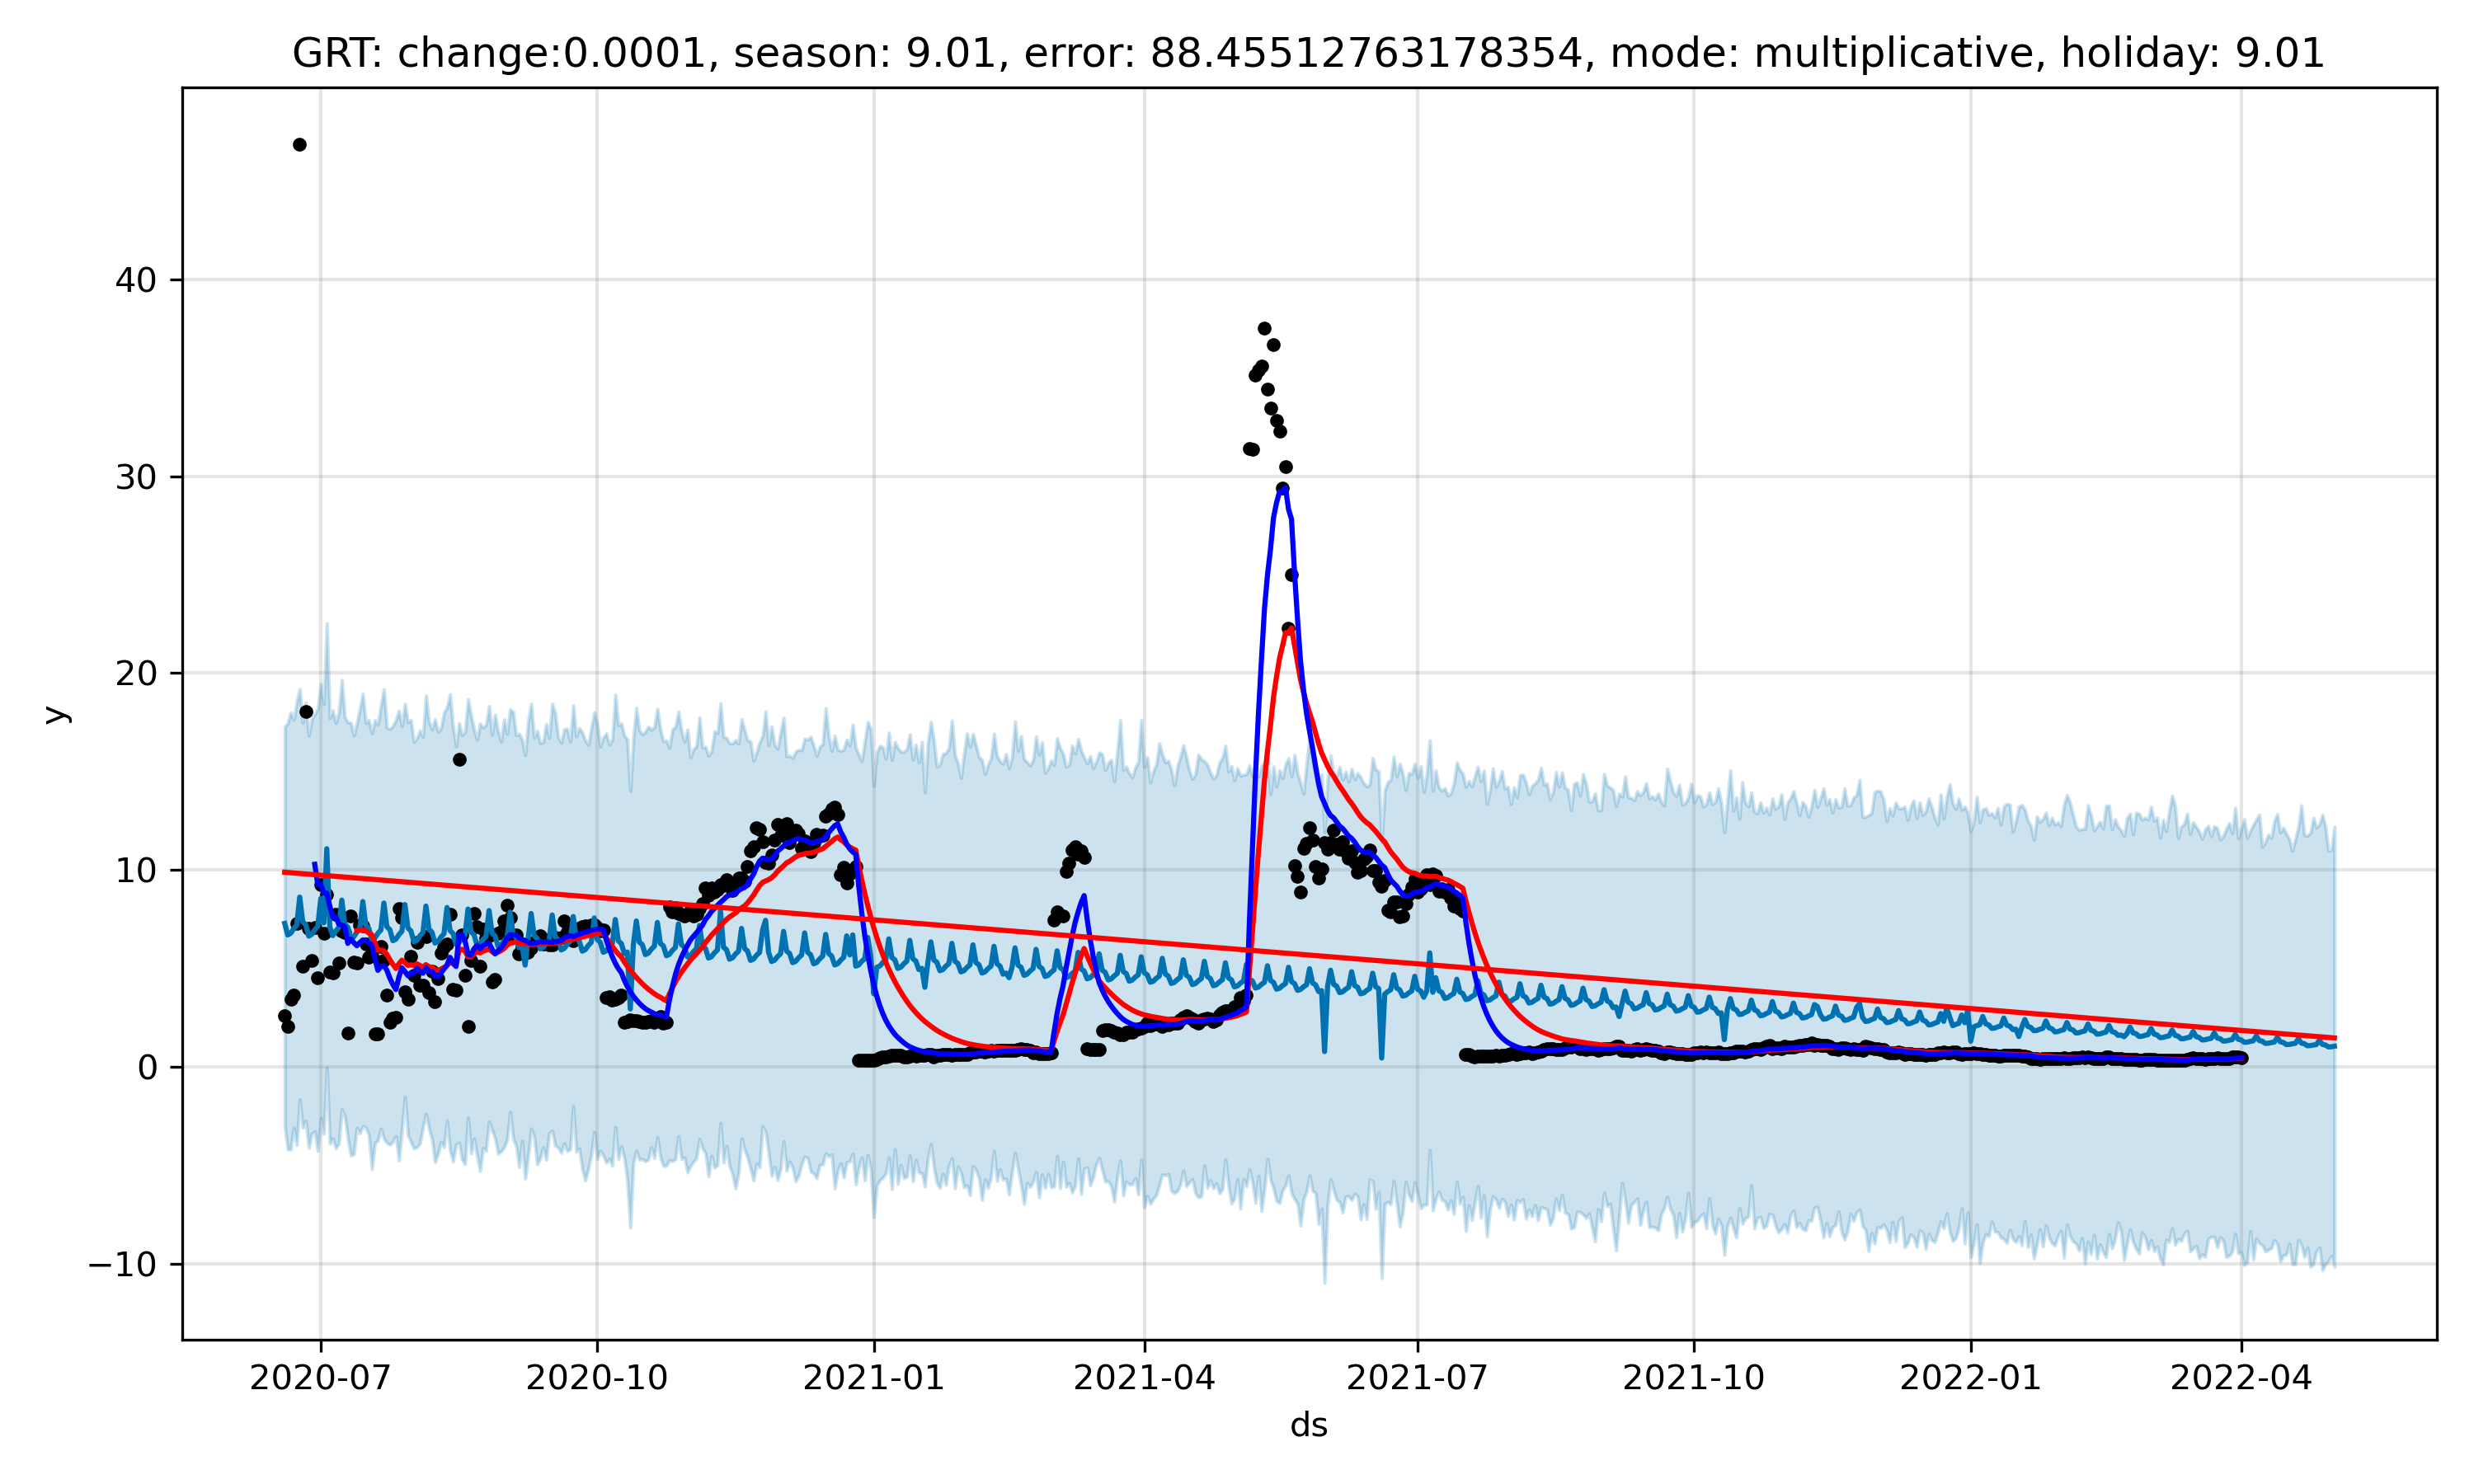 GRT: change:0.0001, season: 9.01, error: 88.45512763178354, mode: multiplicative, holiday: 9.01
y
40
30
20
10
0
−10
2020-07 2020-10 2021-01 2021-04 2021-07 2021-10 2022-01 2022-04
ds